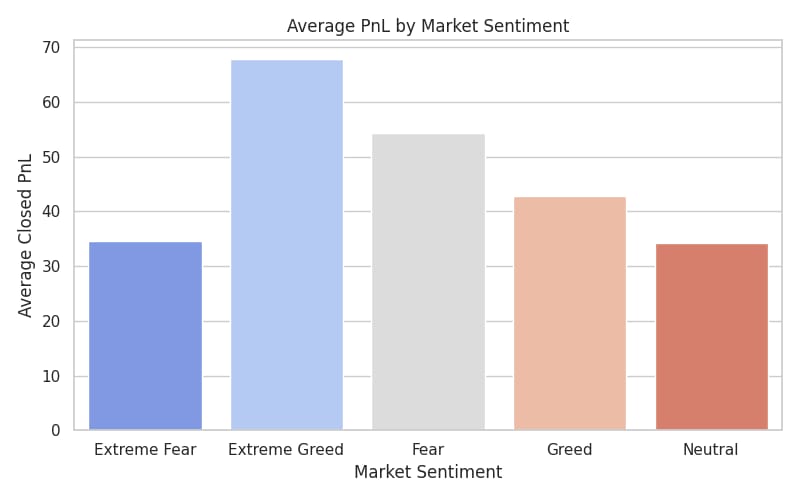 Average PnL by Market Sentiment
Average Closed PnL
70
60
50
40
30
20
10
0
Extreme Fear Extreme Greed Fear Greed Neutral
Market Sentiment